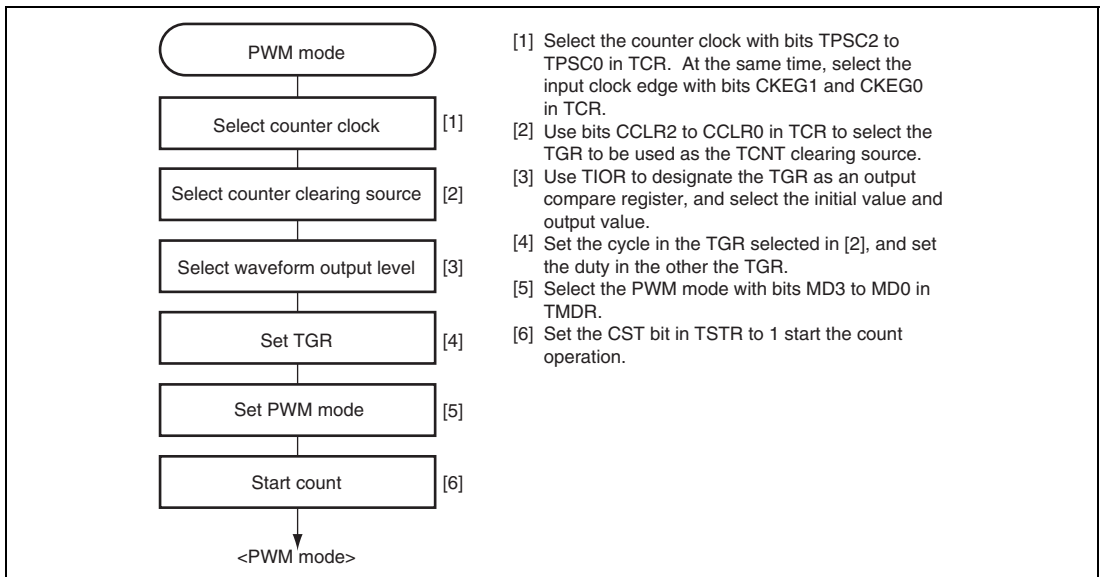 PWM mode
Select counter clock
[1]
Select counter clearing source
[2]
Select waveform output level
[3]
Set TGR
[4]
Set PWM mode
[5]
Start count
[6]
<PWM mode>
[1] Select the counter clock with bits TPSC2 to
TPSC0 in TCR. At the same time, select the
input clock edge with bits CKEG1 and CKEG0
in TCR.
[2] Use bits CCLR2 to CCLR0 in TCR to select the
TGR to be used as the TCNT clearing source.
[3] Use TIOR to designate the TGR as an output
compare register, and select the initial value and
output value.
[4] Set the cycle in the TGR selected in [2], and set
the duty in the other the TGR.
[5] Select the PWM mode with bits MD3 to MD0 in
TMDR.
[6] Set the CST bit in TSTR to 1 start the count
operation.